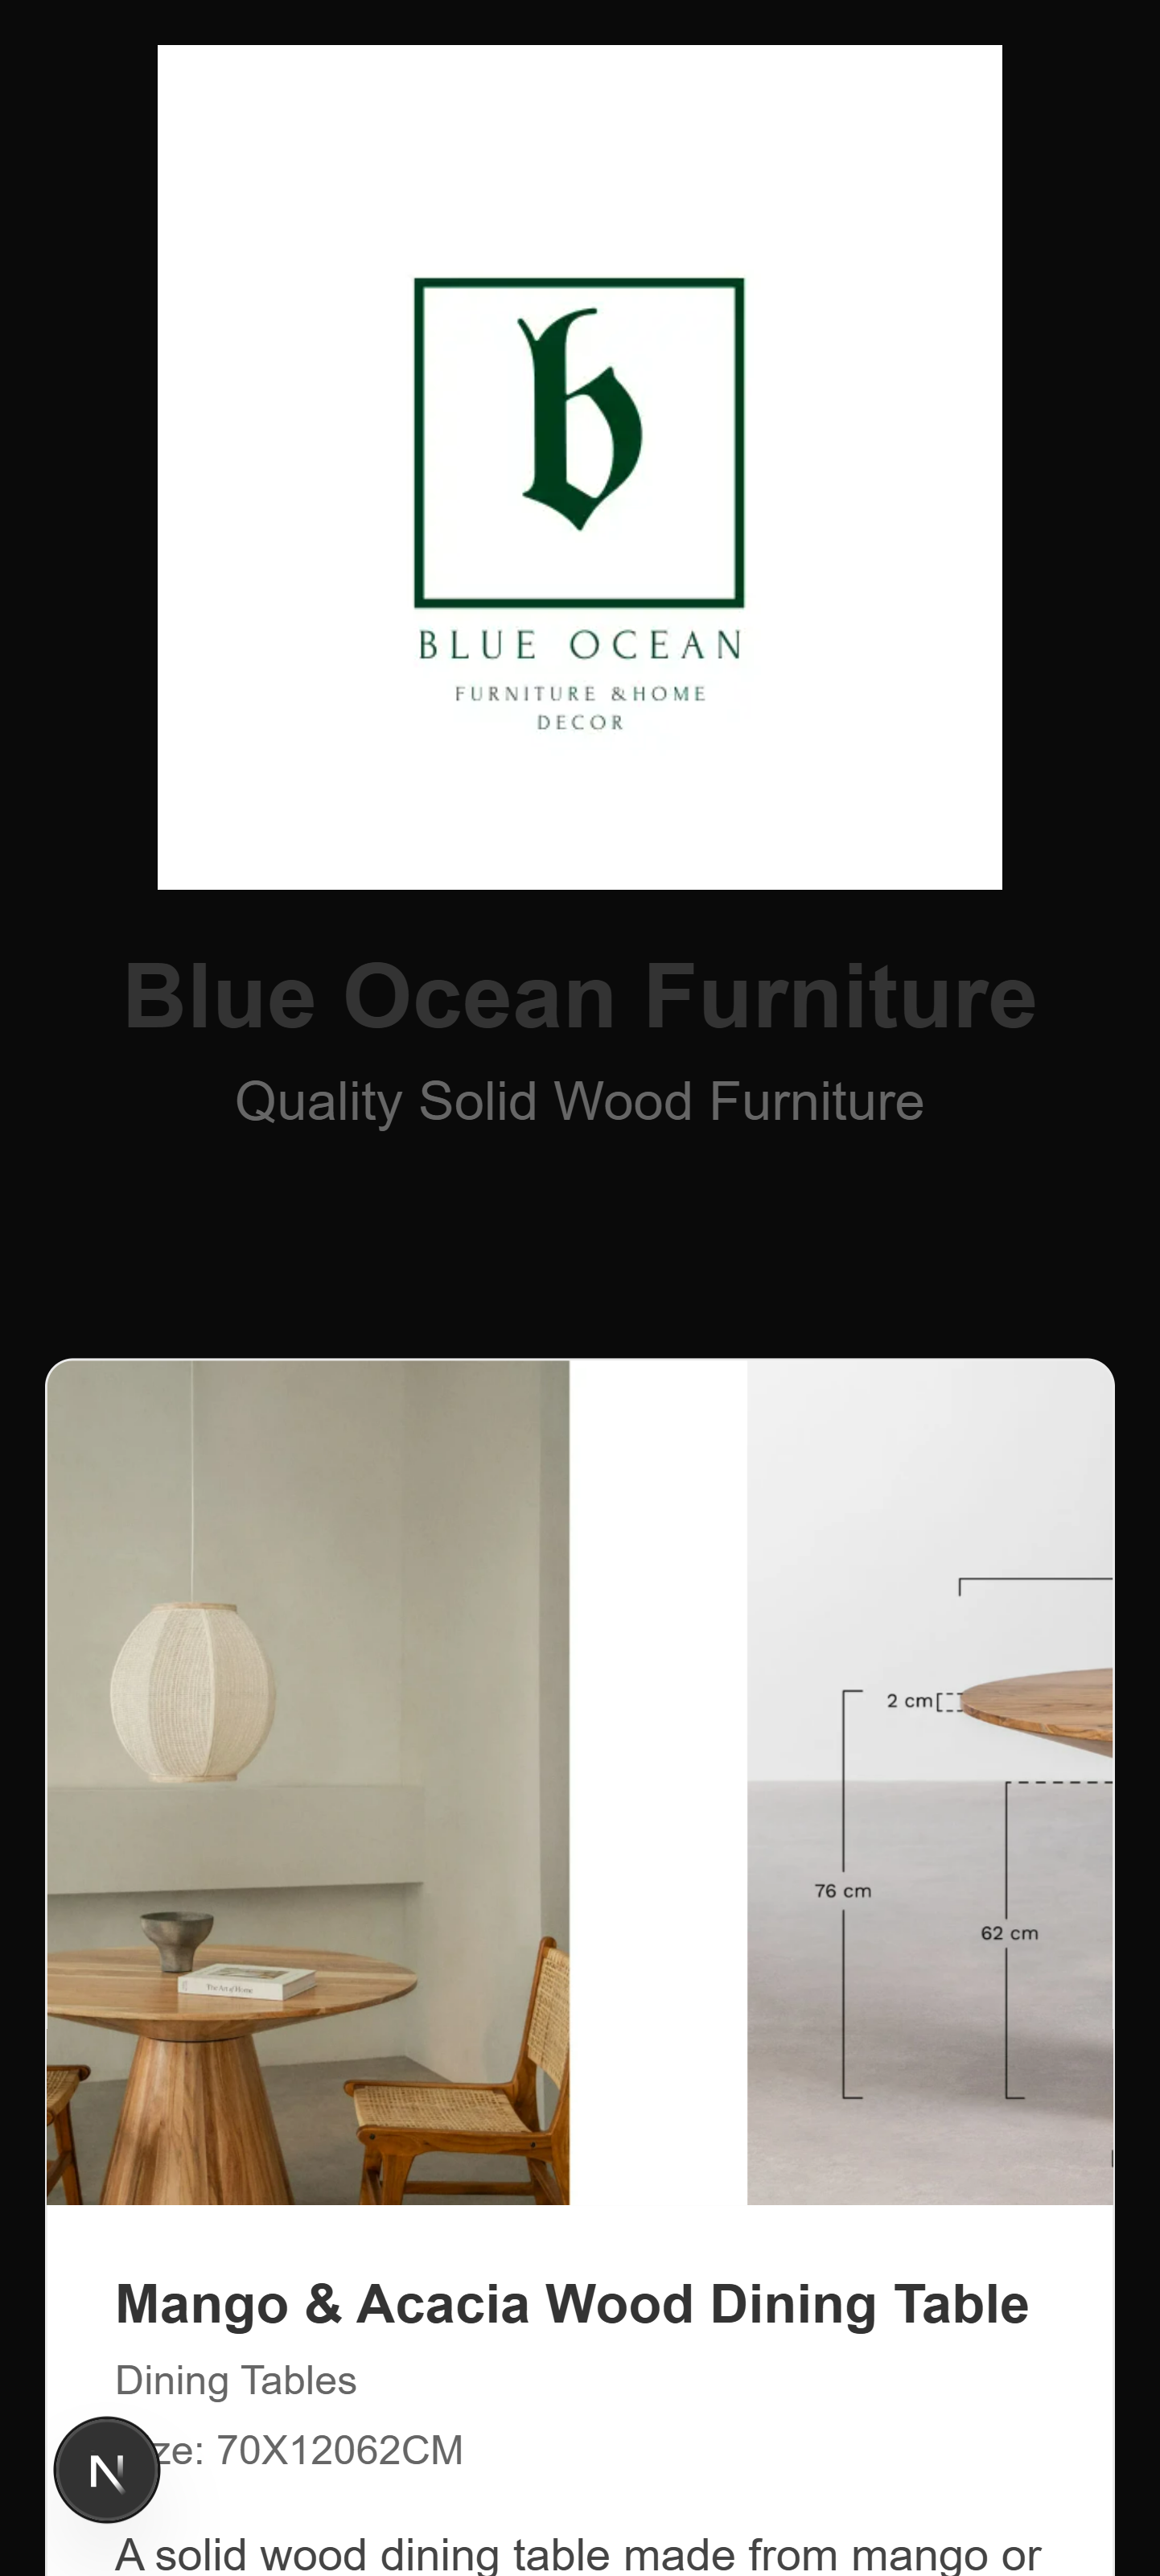 b
BLUE OCEAN
FURNITURE &HOME
DECOR
Blue Ocean Furniture
Quality Solid Wood Furniture
2 cm
76 cm
62 cm
The Art of Home
Mango & Acacia Wood Dining Table
Dining Tables
ze: 70X12062CM
N
A solid wood dining table made from mango or